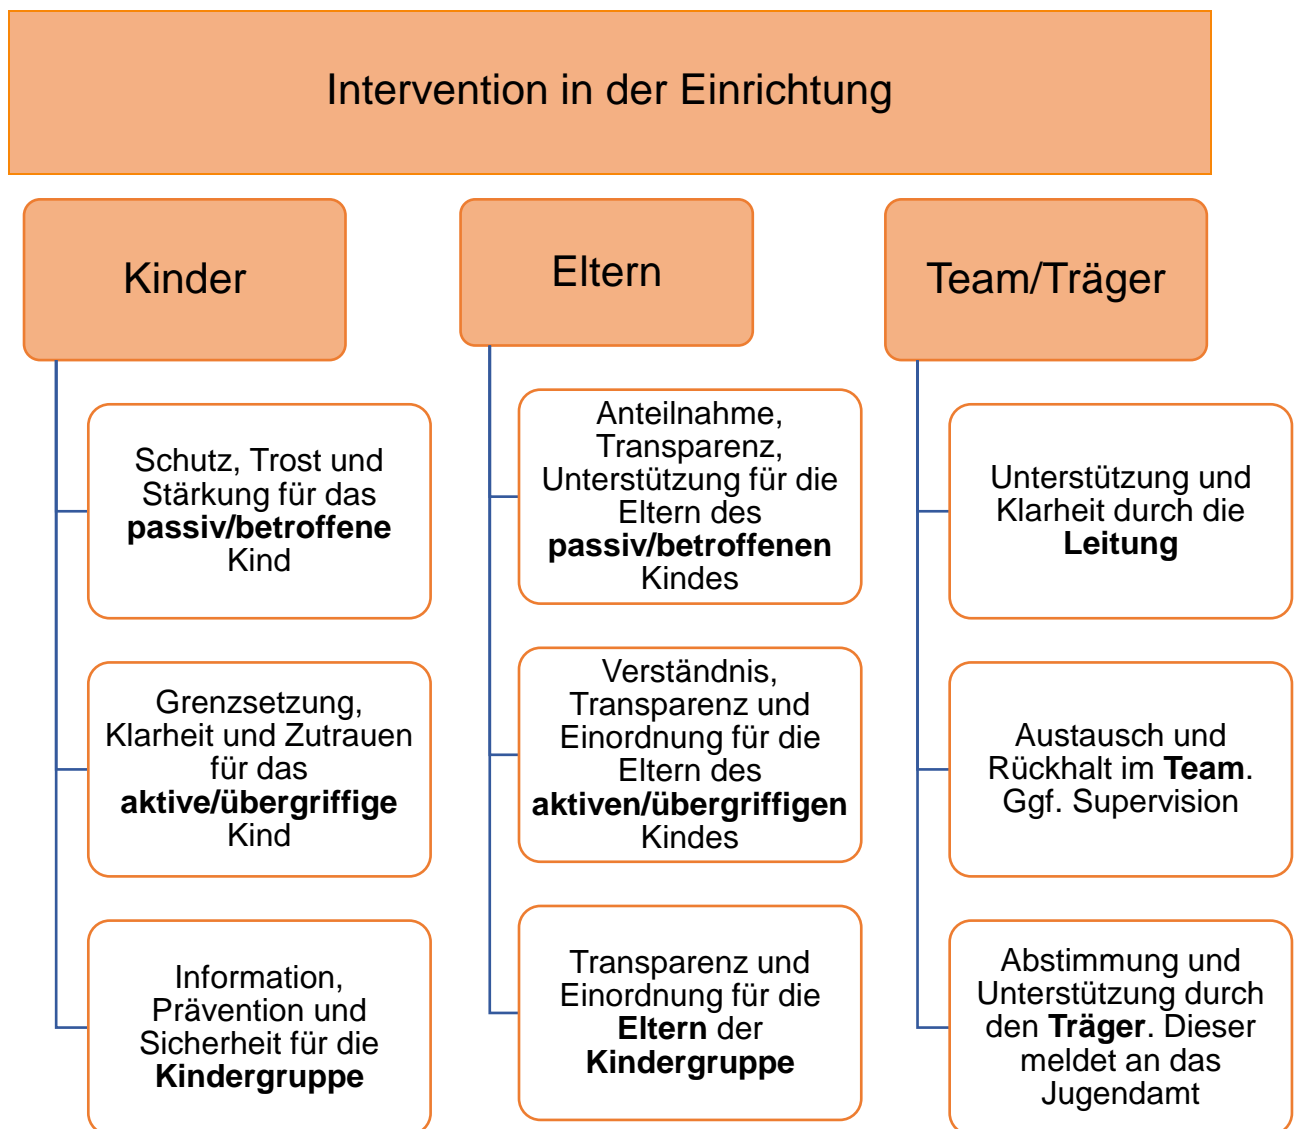 Intervention in der Einrichtung
Kinder
Schutz, Trost und
Stärkung für das
passiv/betroffene
Kind
Grenzsetzung,
Klarheit und Zutrauen
für das
aktive/übergriffige
Kind
Information,
Prävention und
Sicherheit für die
Kindergruppe
Eltern
Anteilnahme,
Transparenz,
Unterstützung für die
Eltern des
passiv/betroffenen
Kindes
Verständnis,
Transparenz und
Einordnung für die
Eltern des
aktiven/übergriffigen
Kindes
Transparenz und
Einordnung für die
Eltern der
Kindergruppe
Team/Träger
Unterstützung und
Klarheit durch die
Leitung
Austausch und
Rückhalt im Team.
Ggf. Supervision
Abstimmung und
Unterstützung durch
den Träger. Dieser
meldet an das
Jugendamt